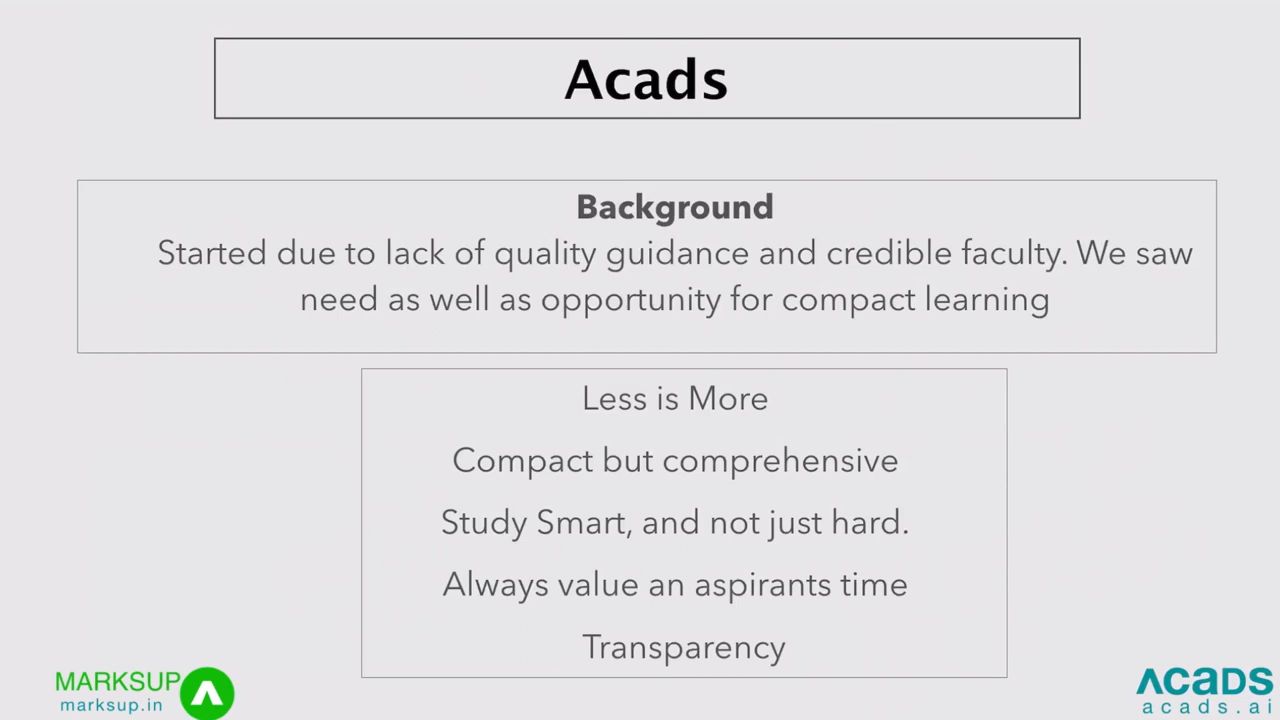 Acads
Background
Started due to lack of quality guidance and credible faculty. We saw
need as well as opportunity for compact learning
Less is More
Compact but comprehensive
Study Smart, and not just hard.
Always value an aspirants time
Transparency
MARKSUP
marksup.in
ACADS
acads.ai